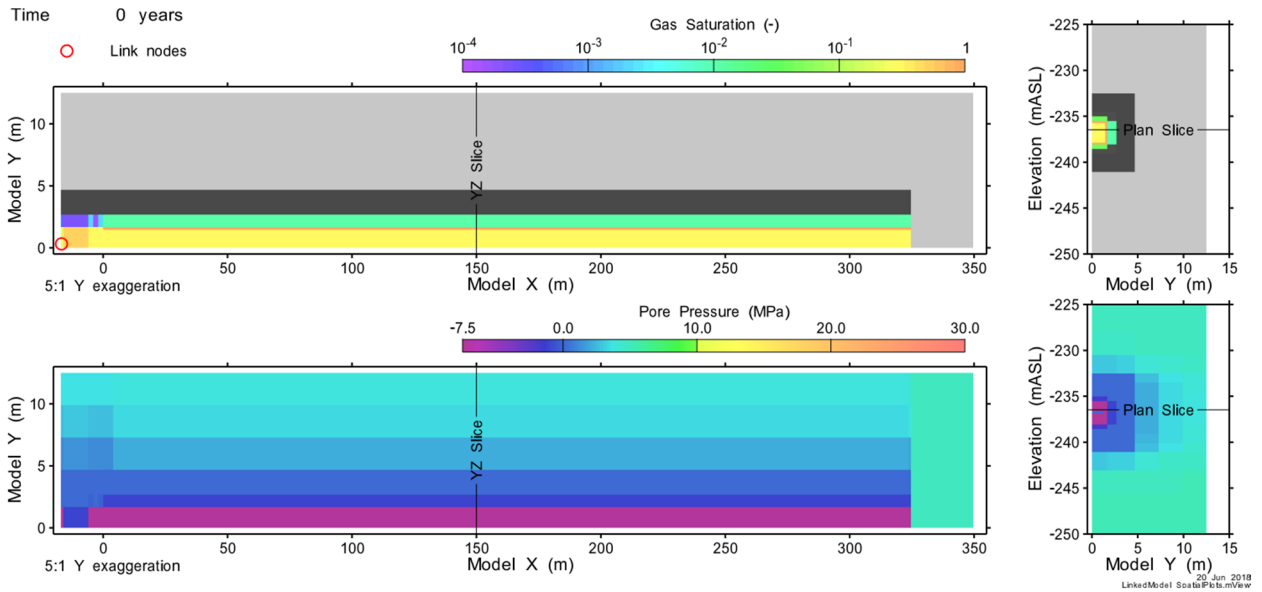 Time 0 years
Link nodes
Gas Saturation (-)
10-4 10-3 10-2 10-1 1
Model Y (m)
10
5
0
YZ Slice
0 50 100 150 200 250 300 350
5:1 Y exaggeration
Model X (m)
Elevation (mASL)
-225
-230
-235
-240
-245
-250
Plan Slice
0 5 10 15
Model Y (m)
Pore Pressure (MPa)
-7.5 0.0 10.0 20.0 30.0
Model Y (m)
10
5
0
YZ Slice
0 50 100 150 200 250 300 350
5:1 Y exaggeration
Model X (m)
Elevation (mASL)
-225
-230
-235
-240
-245
-250
Plan Slice
0 5 10 15
Model Y (m)
20 Jun 2018
LinkedModel SpatialPlots.mView